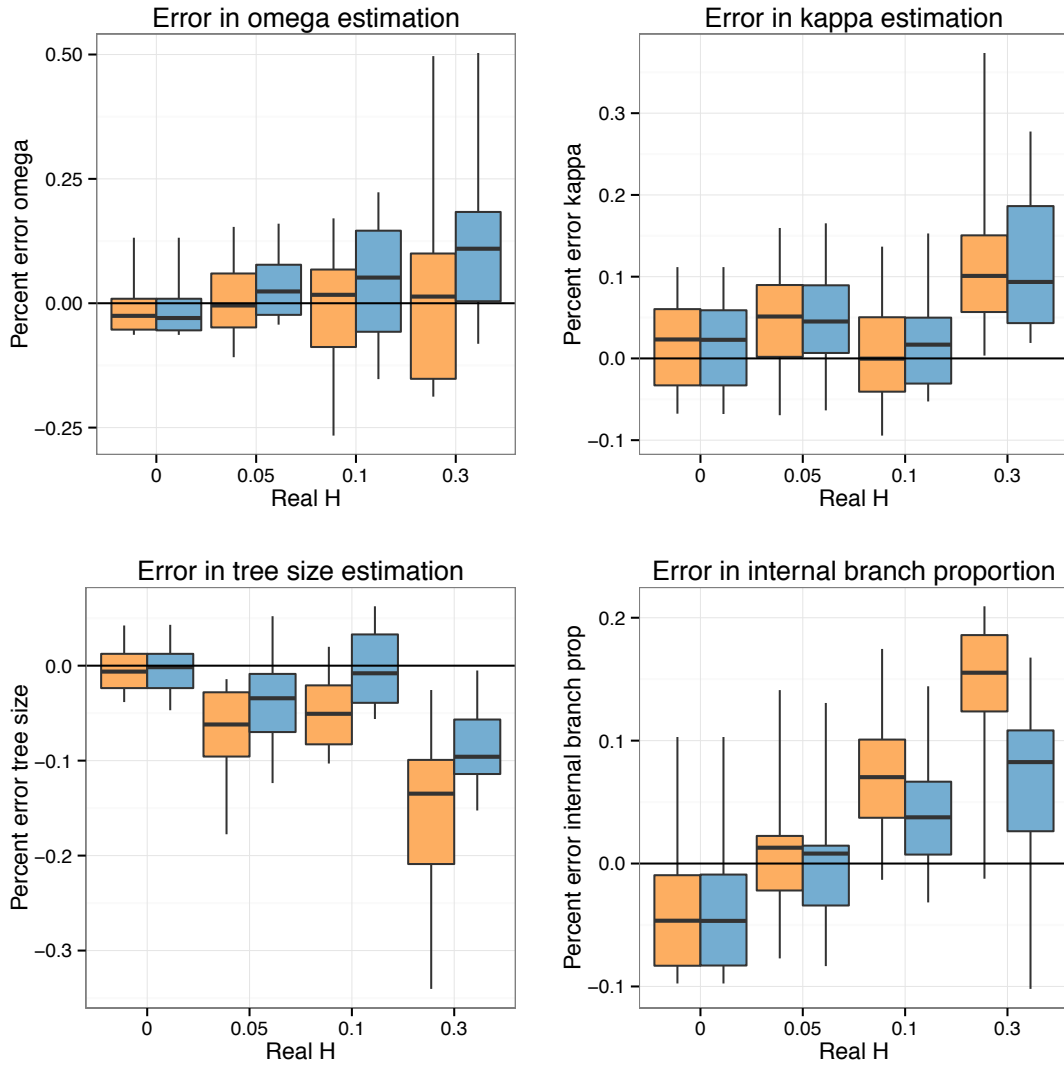 Error in omega estimation
Percent error omega
0.50
0.25
0.00
−0.25
0 0.05 0.1 0.3
Real H
Error in kappa estimation
Percent error kappa
0.3
0.2
0.1
0.0
−0.1
0 0.05 0.1 0.3
Real H
Error in tree size estimation
Percent error tree size
0.0
−0.1
−0.2
−0.3
0 0.05 0.1 0.3
Real H
Error in internal branch proportion
Percent error internal branch prop
0.2
0.1
0.0
−0.1
0 0.05 0.1 0.3
Real H